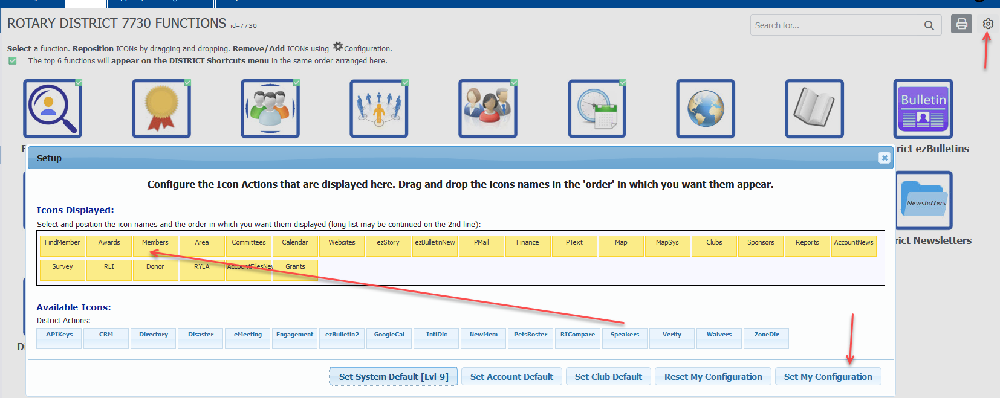 ROTARY DISTRICT 7730 FUNCTIONS id=7730
Search for...
Select a function. Reposition ICONs by dragging and dropping. Remove/Add ICONs using Configuration.
= The top 6 functions will appear on the DISTRICT Shortcuts menu in the same order arranged here.
Bulletin
trict ezBulletins
Setup
Configure the Icon Actions that are displayed here. Drag and drop the icons names in the 'order' in which you want them appear.
Newsletters
Icons Displayed:
Select and position the icon names and the order in which you want them displayed (long list may be continued on the 2nd line):
FindMember Awards Members Area Committees Calendar Websites ezStory ezBulletinNew PMail Finance PText Map MapSys Clubs Sponsors Reports AccountNews
rict Newsletters
Survey RLI Donor RYLA AccountFilesNew Grants
Available Icons:
District Actions:
APIKeys CRM Directory Disaster eMeeting Engagement ezBulletin2 GoogleCal IntlDic NewMem PetsRoster RICompare Speakers Verify Waivers ZoneDir
Set System Default [Lvl-9] Set Account Default Set Club Default Reset My Configuration Set My Configuration